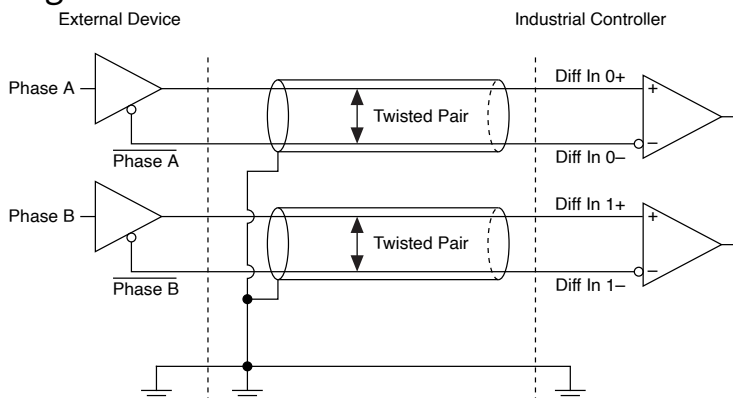 External Device
Industrial Controller
Phase A
Diff In 0+
+
Twisted Pair
–
Phase A
Diff In 0–
Phase B
Diff In 1+
+
Twisted Pair
–
Phase B
Diff In 1–